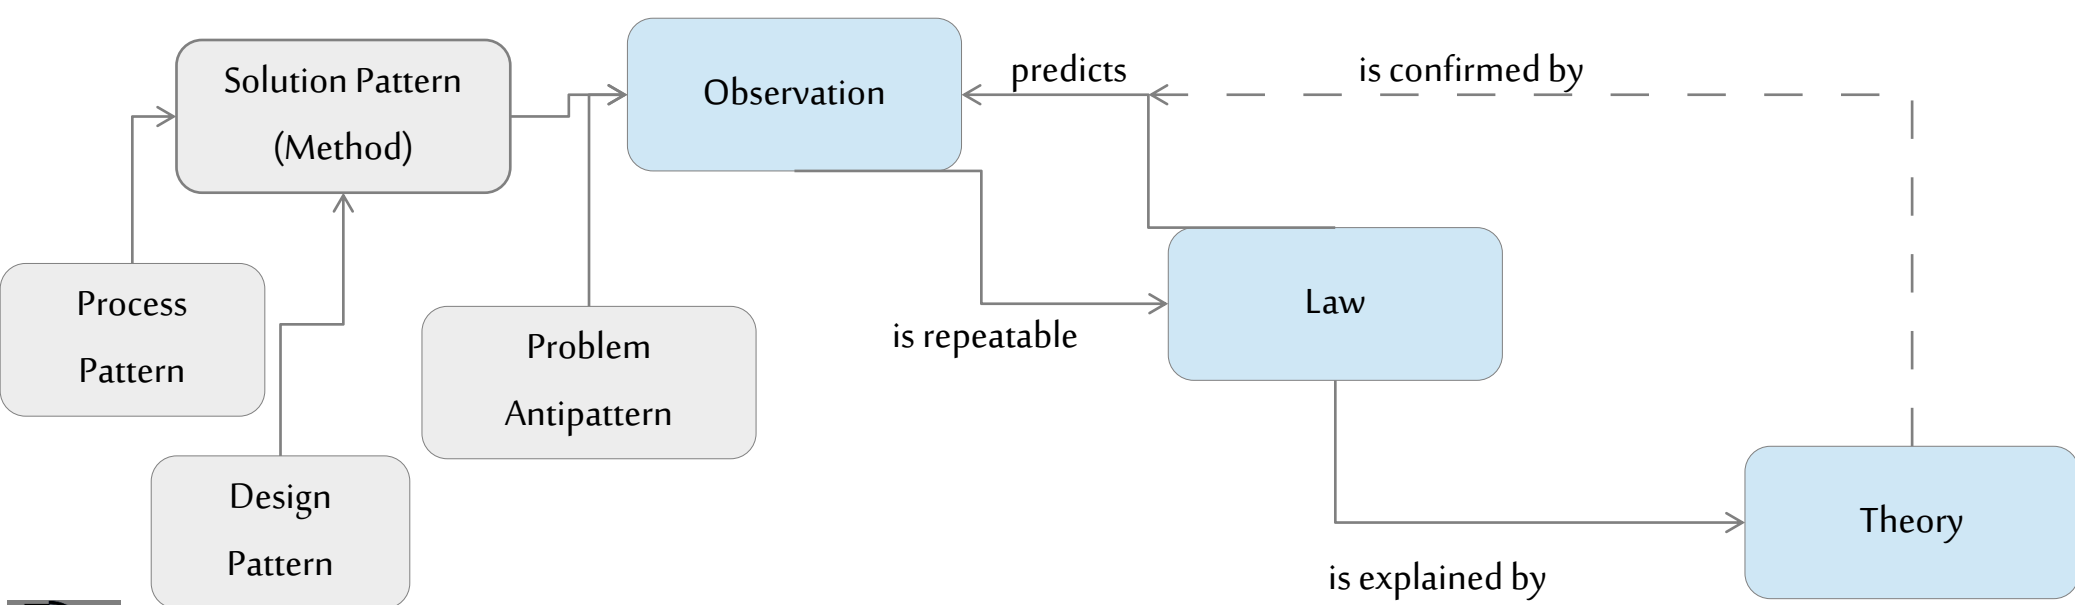 Solution Pattern
(Method)
Observation
predicts
is confirmed by
Process
Pattern
Problem
Antipattern
is repeatable
Law
Design
Pattern
Theory
is explained by